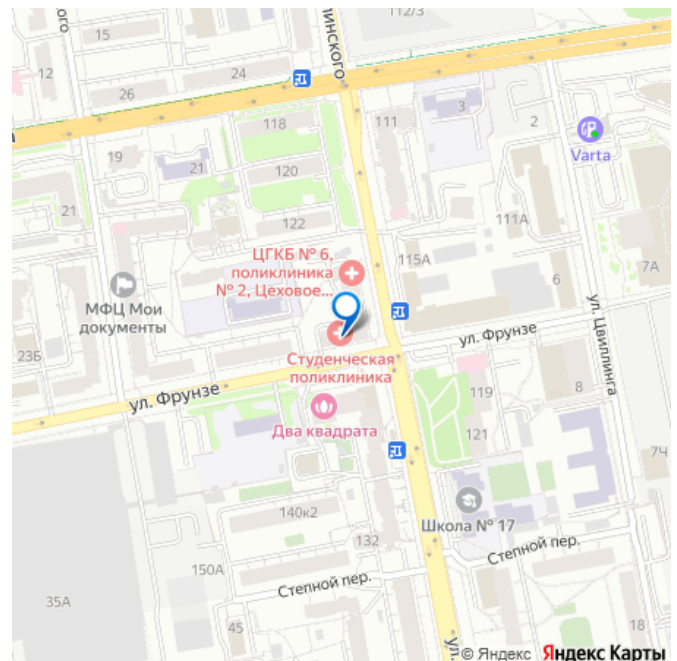 112/3
ого
15
инского
12
24
26
118
111
3
2
Varta
19
21
120
21
122
111А
ЦГКБ № 6,
поликлиника
№ 2, Цеховое...
115А
6
7А
МФЦ Мои
документы
ул. Цвиллинга
23Б
Студенческая
поликлиника
ул. Фрунзе
ул. Фрунзе
119
8
Два квадрата
121
7Ч
140к2
Школа № 17
132
Степной пер.
150А
Степной пер.
35А
45
18
ул.
© Яндекс Яндекс Карты